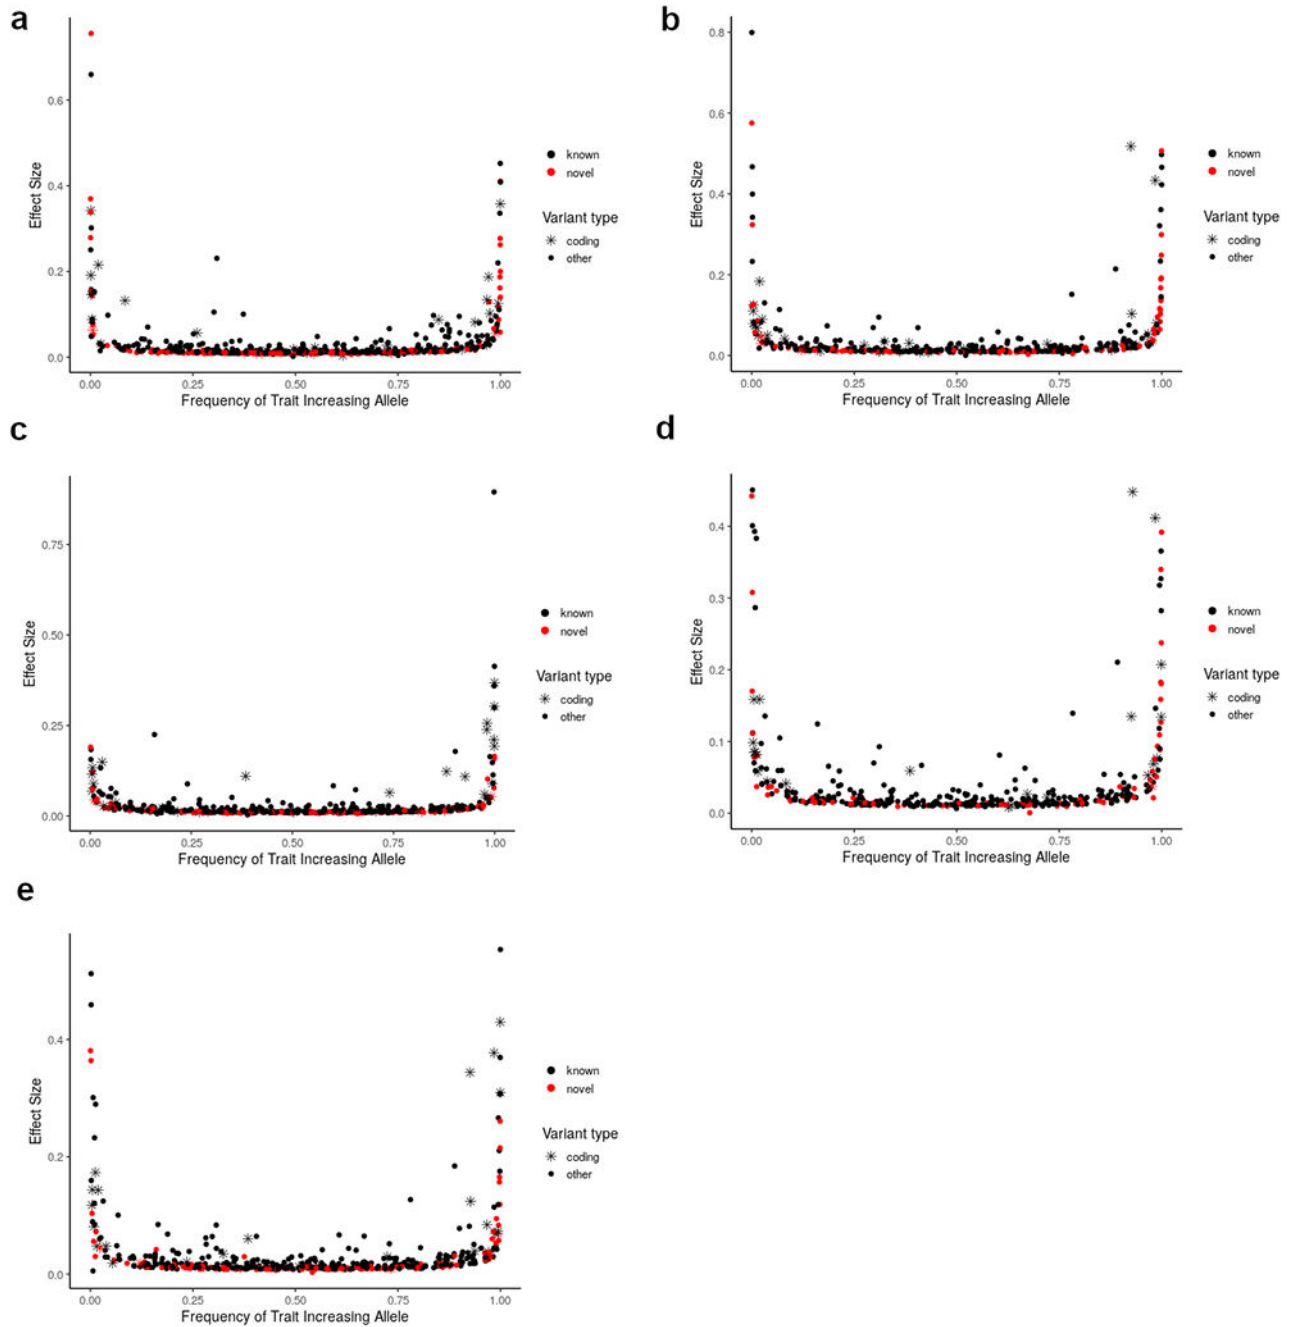 a
0.6
0.4
0.2
0.0
Effect Size
0.00 0.25 0.50 0.75 1.00
Frequency of Trait Increasing Allele
known
novel
Variant type
coding
other
b
0.8
0.6
0.4
0.2
0.0
Effect Size
0.00 0.25 0.50 0.75 1.00
Frequency of Trait Increasing Allele
known
novel
Variant type
coding
other
c
0.75
0.50
0.25
0.00
Effect Size
0.00 0.25 0.50 0.75 1.00
Frequency of Trait Increasing Allele
known
novel
Variant type
coding
other
d
0.4
0.3
0.2
0.1
0.0
Effect Size
0.00 0.25 0.50 0.75 1.00
Frequency of Trait Increasing Allele
known
novel
Variant type
coding
other
e
0.4
0.2
0.0
Effect Size
0.00 0.25 0.50 0.75 1.00
Frequency of Trait Increasing Allele
known
novel
Variant type
coding
other